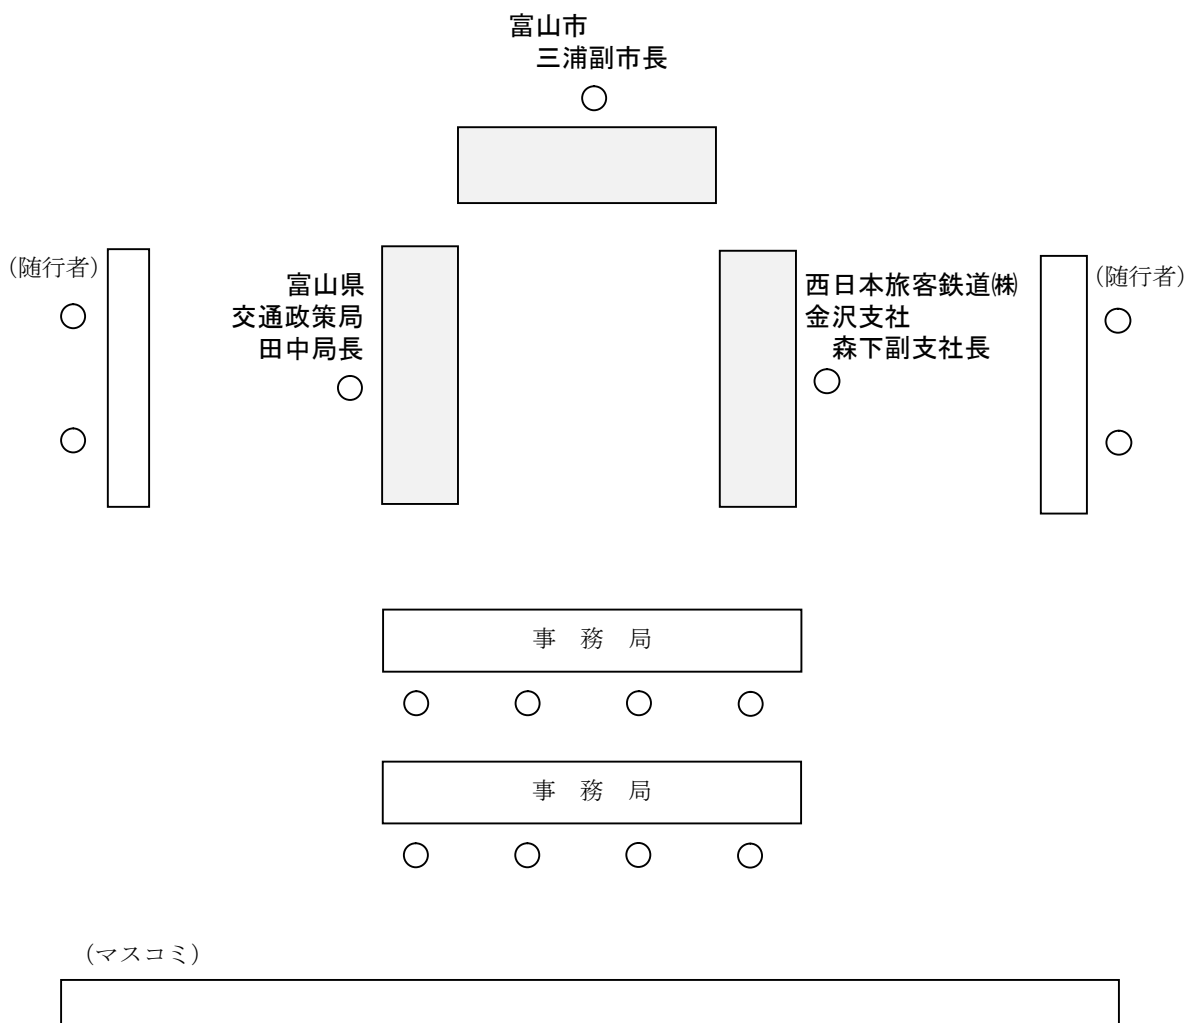 富山市
三浦副市長
(随行者)
富山県
交通政策局
田中局長
西日本旅客鉄道㈱
金沢支社
森下副支社長
(随行者)
事 務 局
事 務 局
(マスコミ)